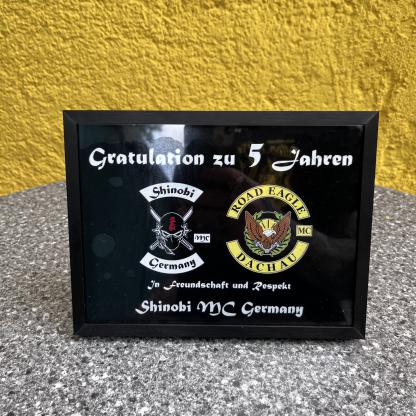 Gratulation zu 5 Jahren
Shinobi
MC
Germany
ROAD EAGLE
MC
DACHAU
In Freundschaft und Respekt
Shinobi MC Germany